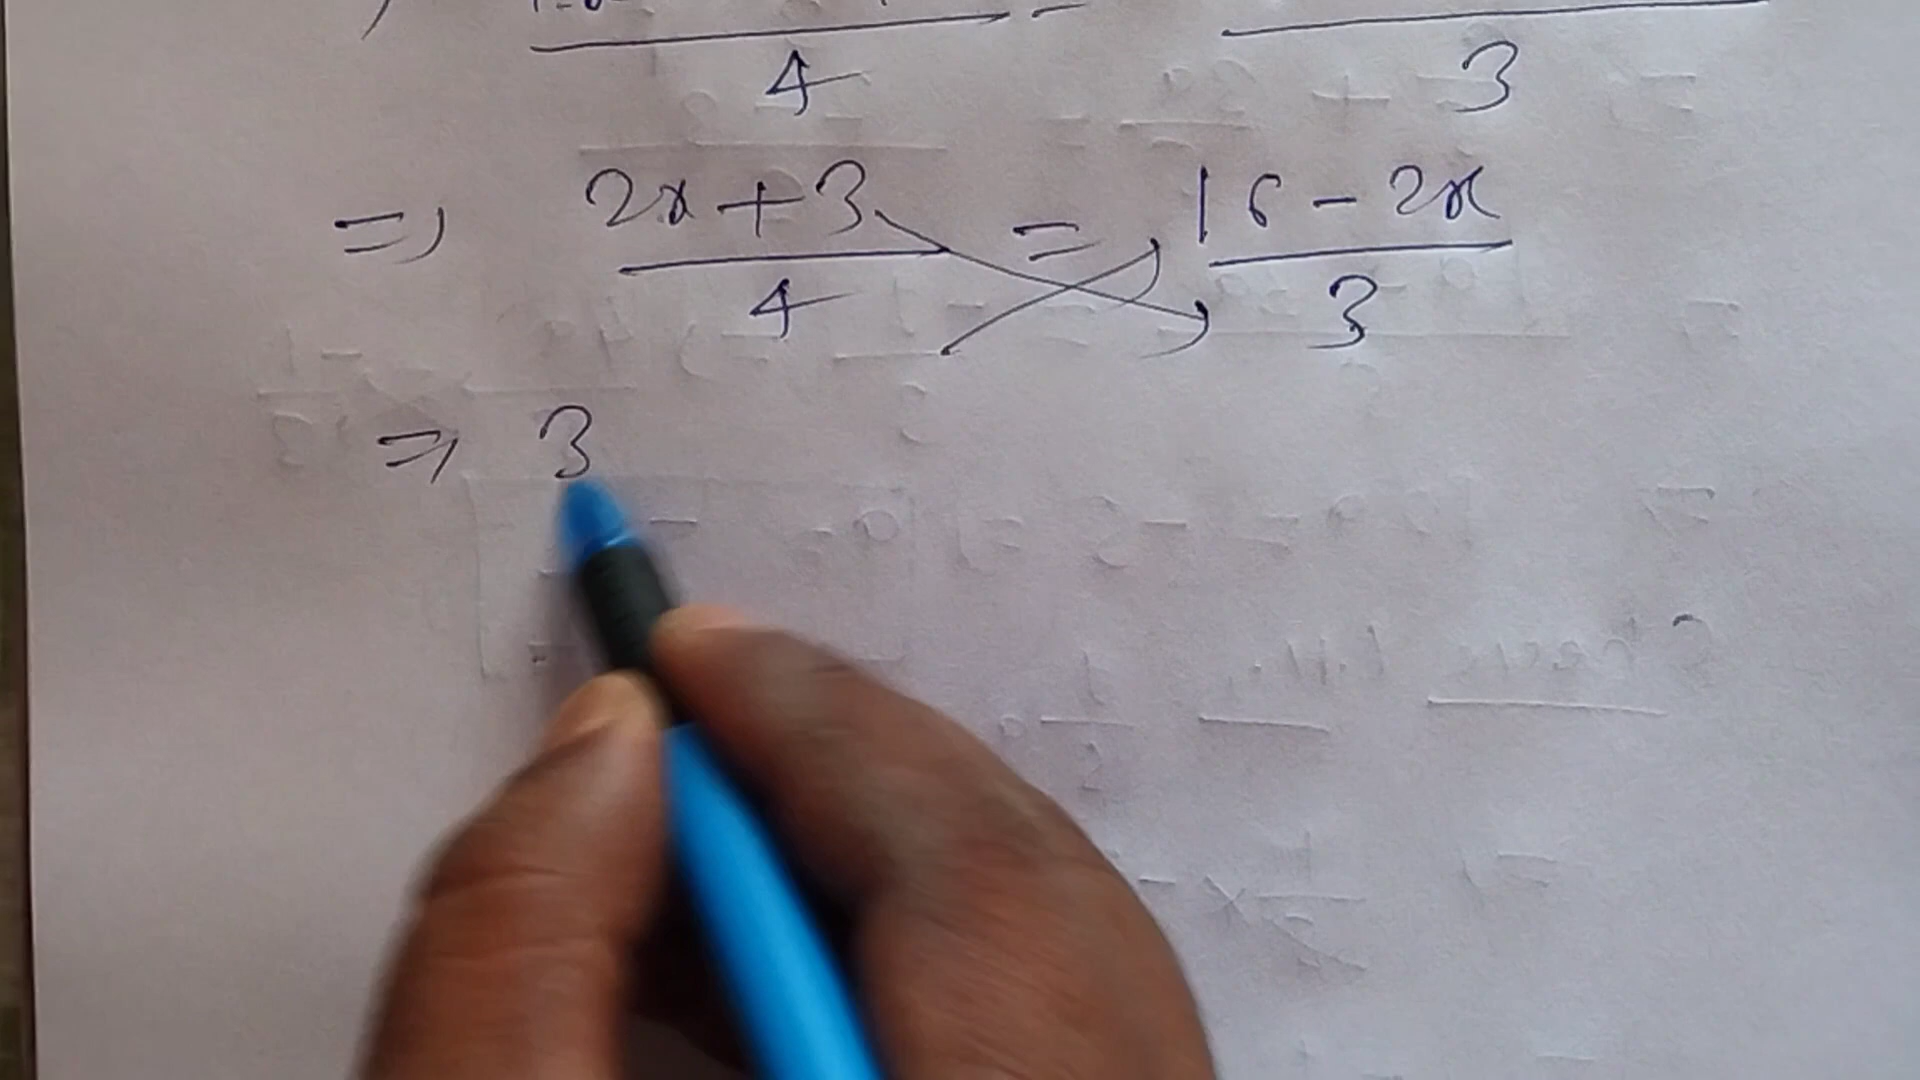 4 = 3
=> 2x + 3 / 4 = 16 - 2x / 3
=> 3